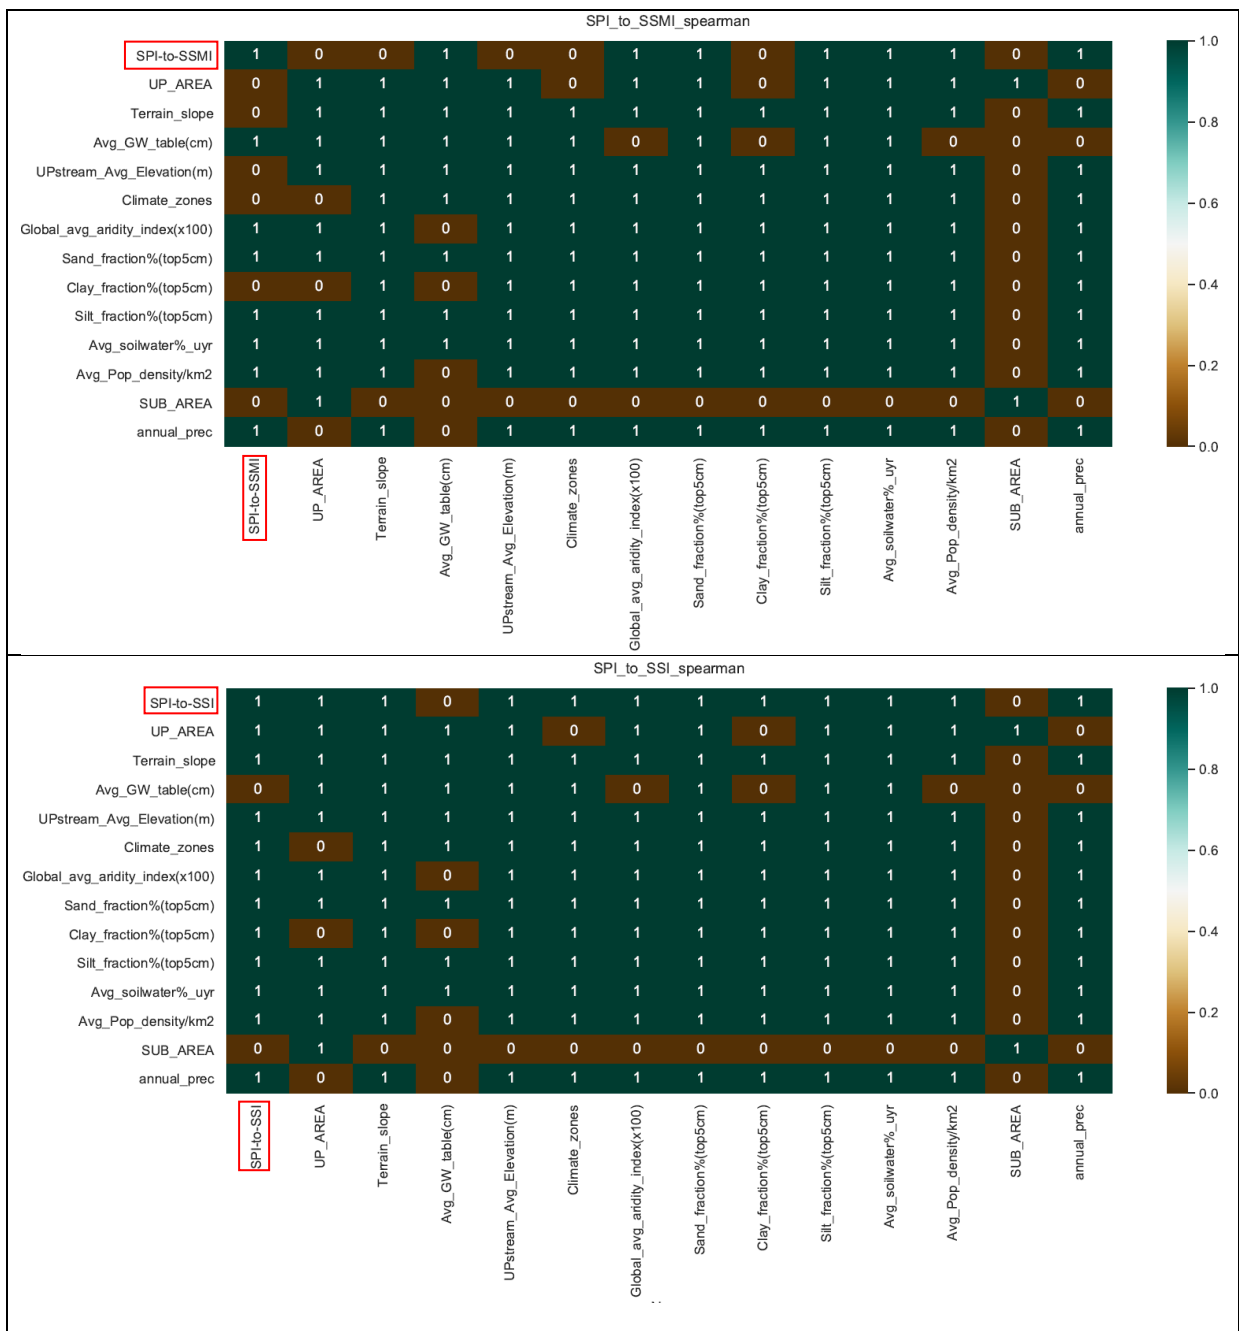 SPI_to_SSMI_spearman
SPI-to-SSMI 1 0 0 1 0 0 1 1 0 1 1 1 0 1
UP_AREA 0 1 1 1 1 0 1 1 0 1 1 1 1 0
Terrain_slope 0 1 1 1 1 1 1 1 1 1 1 1 0 1
Avg_GW_table(cm) 1 1 1 1 1 1 0 1 0 1 1 0 0 0
UPstream_Avg_Elevation(m) 0 1 1 1 1 1 1 1 1 1 1 1 0 1
Climate_zones 0 0 1 1 1 1 1 1 1 1 1 1 0 1
Global_avg_aridity_index(x100) 1 1 1 0 1 1 1 1 1 1 1 1 0 1
Sand_fraction%(top5cm) 1 1 1 1 1 1 1 1 1 1 1 1 0 1
Clay_fraction%(top5cm) 0 0 1 0 1 1 1 1 1 1 1 1 0 1
Silt_fraction%(top5cm) 1 1 1 1 1 1 1 1 1 1 1 1 0 1
Avg_soilwater%_uyr 1 1 1 1 1 1 1 1 1 1 1 1 0 1
Avg_Pop_density/km2 1 1 1 0 1 1 1 1 1 1 1 1 0 1
SUB_AREA 0 1 0 0 0 0 0 0 0 0 0 0 1 0
annual_prec 1 0 1 0 1 1 1 1 1 1 1 1 0 1
SPI-to-SSMI
UP_AREA
Terrain_slope
Avg_GW_table(cm)
UPstream_Avg_Elevation(m)
Climate_zones
Global_avg_aridity_index(x100)
Sand_fraction%(top5cm)
Clay_fraction%(top5cm)
Silt_fraction%(top5cm)
Avg_soilwater%_uyr
Avg_Pop_density/km2
SUB_AREA
annual_prec
1.0
0.8
0.6
0.4
0.2
0.0
SPI_to_SSI_spearman
SPI-to-SSI 1 1 1 0 1 1 1 1 1 1 1 1 0 1
UP_AREA 1 1 1 1 1 0 1 1 0 1 1 1 1 0
Terrain_slope 1 1 1 1 1 1 1 1 1 1 1 1 0 1
Avg_GW_table(cm) 0 1 1 1 1 1 0 1 0 1 1 0 0 0
UPstream_Avg_Elevation(m) 1 1 1 1 1 1 1 1 1 1 1 1 0 1
Climate_zones 1 0 1 1 1 1 1 1 1 1 1 1 0 1
Global_avg_aridity_index(x100) 1 1 1 0 1 1 1 1 1 1 1 1 0 1
Sand_fraction%(top5cm) 1 1 1 1 1 1 1 1 1 1 1 1 0 1
Clay_fraction%(top5cm) 1 0 1 0 1 1 1 1 1 1 1 1 0 1
Silt_fraction%(top5cm) 1 1 1 1 1 1 1 1 1 1 1 1 0 1
Avg_soilwater%_uyr 1 1 1 1 1 1 1 1 1 1 1 1 0 1
Avg_Pop_density/km2 1 1 1 0 1 1 1 1 1 1 1 1 0 1
SUB_AREA 0 1 0 0 0 0 0 0 0 0 0 0 1 0
annual_prec 1 0 1 0 1 1 1 1 1 1 1 1 0 1
SPI-to-SSI
UP_AREA
Terrain_slope
Avg_GW_table(cm)
UPstream_Avg_Elevation(m)
Climate_zones
Global_avg_aridity_index(x100)
Sand_fraction%(top5cm)
Clay_fraction%(top5cm)
Silt_fraction%(top5cm)
Avg_soilwater%_uyr
Avg_Pop_density/km2
SUB_AREA
annual_prec
1.0
0.8
0.6
0.4
0.2
0.0